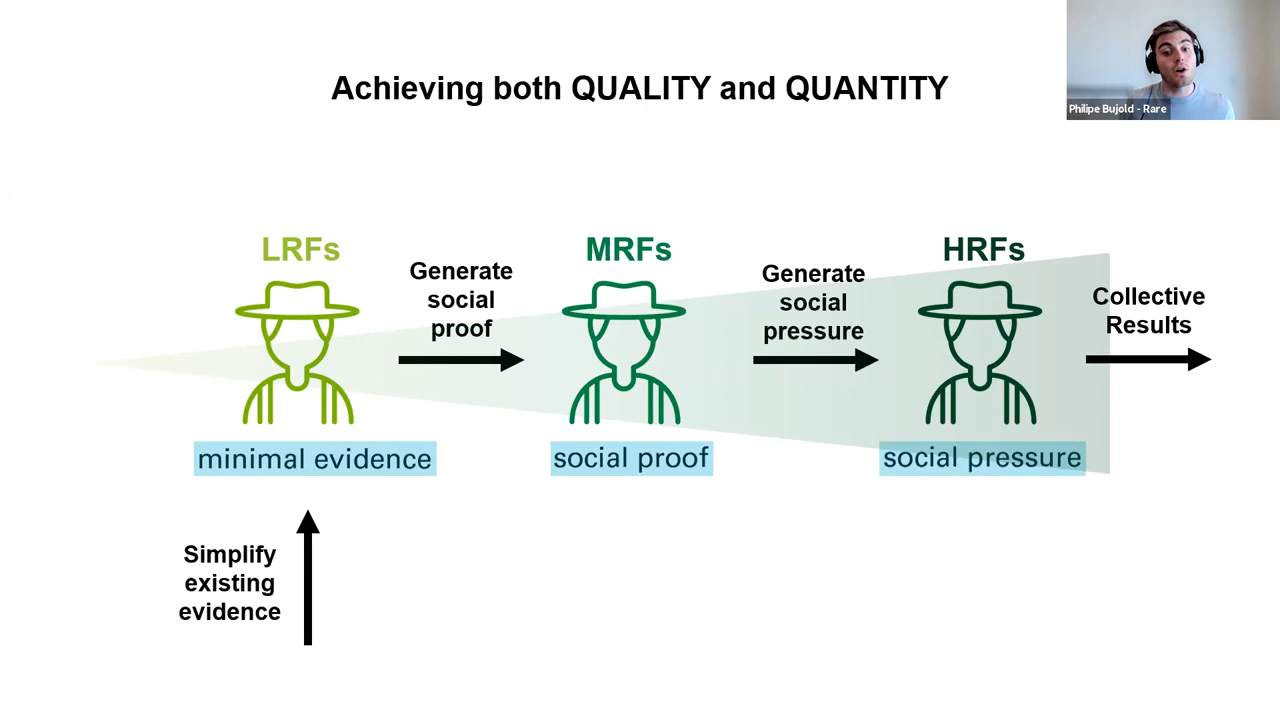 Achieving both QUALITY and QUANTITY
Philipe Bujold - Rare
LRFs
Generate
social
proof
MRFs
Generate
social
pressure
HRFs
Collective
Results
minimal evidence
social proof
social pressure
Simplify
existing
evidence